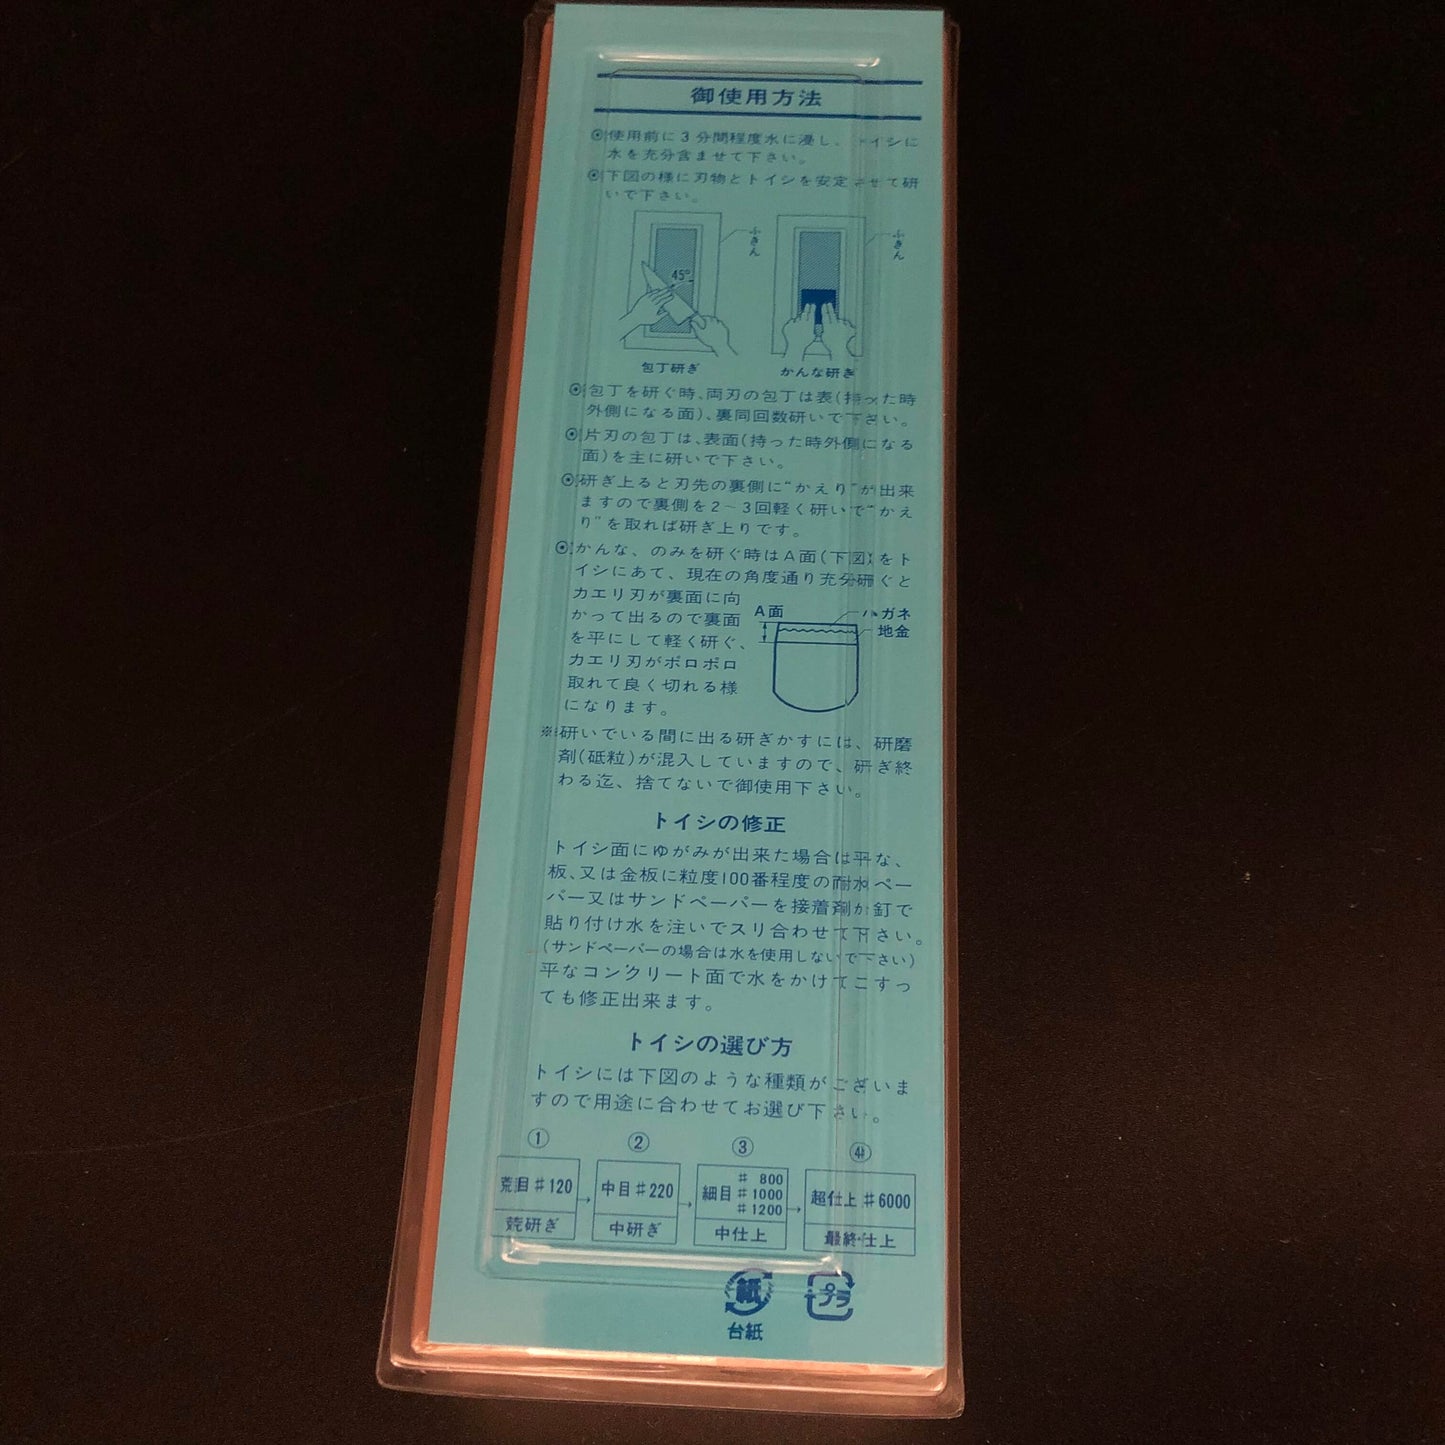 御使用方法
⦿使用前に3分間程度水に浸し、トイシに
水を充分含ませて下さい。
⦿下図の様に刃物とトイシを安定させて研
いで下さい。
ふきん
ふきん
45°
包丁研ぎ
かんな研ぎ
⦿包丁を研ぐ時、両刃の包丁は表(持った時
外側になる面)、裏同回数研いで下さい。
⦿片刃の包丁は、表面(持った時外側になる
面)を主に研いで下さい。
⦿研ぎ上ると刃先の裏側に“かえり”が出来
ますので裏側を2～3回軽く研いで“かえ
り”を取れば研ぎ上りです。
⦿かんな、のみを研ぐ時はA面(下図)をト
イシにあて、現在の角度通り充分研ぐと
カエリ刃が裏面に向
かって出るので裏面
を平にして軽く研ぐ、
カエリ刃がボロボロ
取れて良く切れる様
になります。
A面
ハガネ
地金
※研いでいる間に出る研ぎかすには、研磨
剤(砥粒)が混入していますので、研ぎ終
わる迄、捨てないで御使用下さい。
トイシの修正
トイシ面にゆがみが出来た場合は平な、
板、又は金板に粒度100番程度の耐水ペー
パー又はサンドペーパーを接着剤か釘で
貼り付け水を注いでスリ合わせて下さい。
(サンドペーパーの場合は水を使用しないで下さい)
平なコンクリート面で水をかけてこすっ
ても修正出来ます。
トイシの選び方
トイシには下図のような種類がございま
すので用途に合わせてお選び下さい。
① ② ③ ④
荒目♯120
荒研ぎ
→
中目♯220
中研ぎ
→
細目 ♯ 800
♯1000
♯1200
中仕上
→
超仕上 ♯6000
最終仕上
紙
台紙
プラ